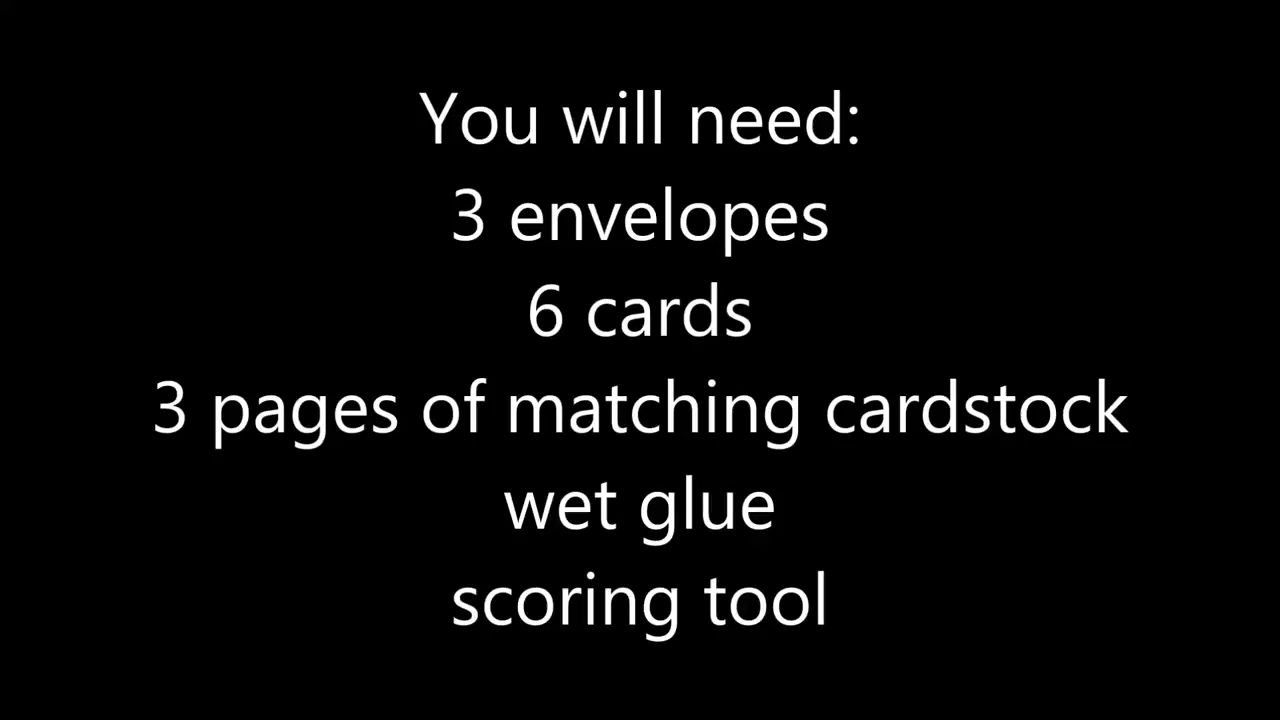 You will need:
3 envelopes
6 cards
3 pages of matching cardstock
wet glue
scoring tool